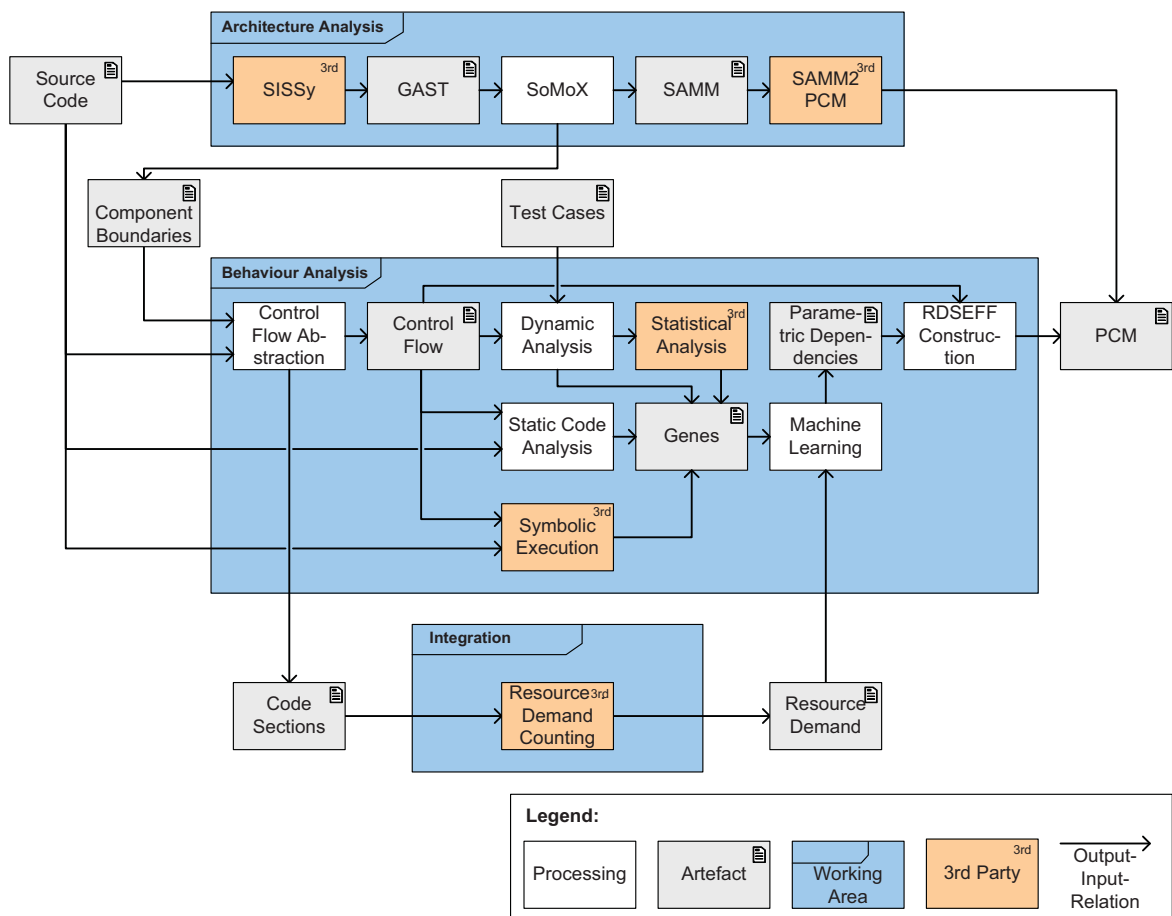 Architecture Analysis
Source
Code
3rd
SISSy
GAST
SoMoX
SAMM
3rd
SAMM2
PCM
Component
Boundaries
Test Cases
Behaviour Analysis
Control
Flow Ab-
straction
Control
Flow
Dynamic
Analysis
3rd
Statistical
Analysis
Parame-
tric Depen-
dencies
RDSEFF
Construc-
tion
PCM
Static Code
Analysis
Genes
Machine
Learning
3rd
Symbolic
Execution
Integration
Code
Sections
3rd
Resource
Demand
Counting
Resource
Demand
Legend:
Processing
Artefact
Working
Area
3rd
3rd Party
Output-
Input-
Relation